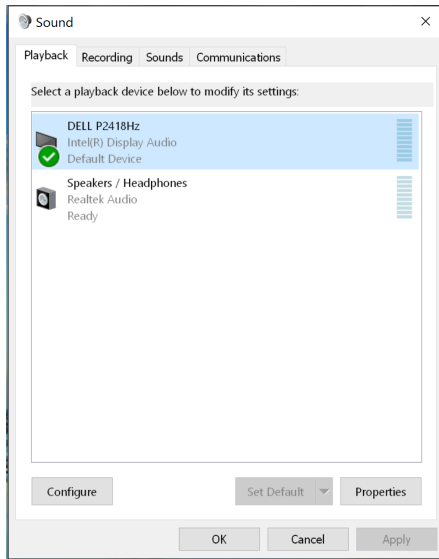 Sound
Playback Recording Sounds Communications
Select a playback device below to modify its settings:
DELL P2418Hz
Intel(R) Display Audio
Default Device
Speakers / Headphones
Realtek Audio
Ready
Configure Set Default Properties
OK Cancel Apply